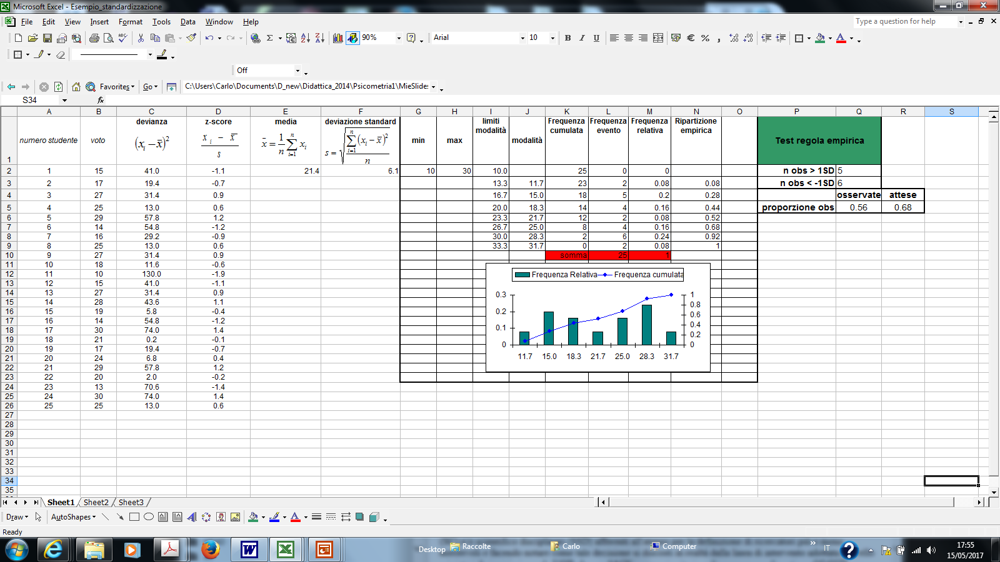 Microsoft Excel - Esempio_standardizzazione
File Edit View Insert Format Tools Data Window Help Type a question for help
90% Arial 10 B I U € % ,
Off
Favorites Go C:\Users\Carlo\Documents\D_new\Didattica_2014\Psicometria1\MieSlide
S34 fx
A B C D E F G H I J K L M N O P Q R S
1 numero studente voto devianza (xi − x̄)² z-score xi − x̄ / s media x̄ = 1/n ∑ i=1 n xi deviazione standard s = √ ∑ i=1 n (xi − x̄)² / n min max limiti modalità modalità Frequenza cumulata Frequenza evento Frequenza relativa Ripartizione empirica Test regola empirica
2 1 15 41.0 -1.1 21.4 6.1 10 30 10.0 25 0 0 n obs > 1SD 5
3 2 17 19.4 -0.7 13.3 11.7 23 2 0.08 0.08 n obs < -1SD 6
4 3 27 31.4 0.9 16.7 15.0 18 5 0.2 0.28 osservate attese
5 4 25 13.0 0.6 20.0 18.3 14 4 0.16 0.44 proporzione obs 0.56 0.68
6 5 29 57.8 1.2 23.3 21.7 12 2 0.08 0.52
7 6 14 54.8 -1.2 26.7 25.0 8 4 0.16 0.68
8 7 16 29.2 -0.9 30.0 28.3 2 6 0.24 0.92
9 8 25 13.0 0.6 33.3 31.7 0 2 0.08 1
10 9 27 31.4 0.9 somma 25 1
11 10 18 11.6 -0.6
12 11 10 130.0 -1.9
13 12 15 41.0 -1.1
14 13 27 31.4 0.9
15 14 28 43.6 1.1
16 15 19 5.8 -0.4
17 16 14 54.8 -1.2
18 17 30 74.0 1.4
19 18 21 0.2 -0.1
20 19 17 19.4 -0.7
21 20 24 6.8 0.4
22 21 29 57.8 1.2
23 22 20 2.0 -0.2
24 23 13 70.6 -1.4
25 24 30 74.0 1.4
26 25 25 13.0 0.6
27
28
29
30
31
32
33
34
35
Frequenza Relativa Frequenza cumulata
0.3 1
0.8
0.2 0.6
0.4
0.1 0.2
0 0
11.7 15.0 18.3 21.7 25.0 28.3 31.7
Sheet1 Sheet2 Sheet3
Draw AutoShapes
Ready
Desktop Raccolte Carlo Computer IT 17:55
15/05/2017